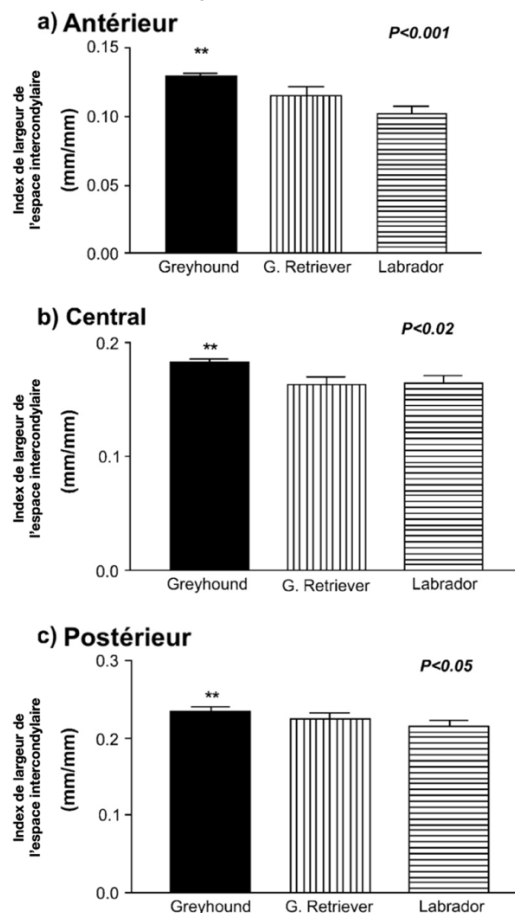 a) Antérieur
P<0.001
**
Index de largeur de
l'espace intercondylaire
(mm/mm)
0.15
0.10
0.05
0.00
Greyhound
G. Retriever
Labrador
b) Central
P<0.02
**
Index de largeur de
l'espace intercondylaire
(mm/mm)
0.2
0.1
0.0
Greyhound
G. Retriever
Labrador
c) Postérieur
P<0.05
**
Index de largeur de
l'espace intercondylaire
(mm/mm)
0.3
0.2
0.1
0.0
Greyhound
G. Retriever
Labrador